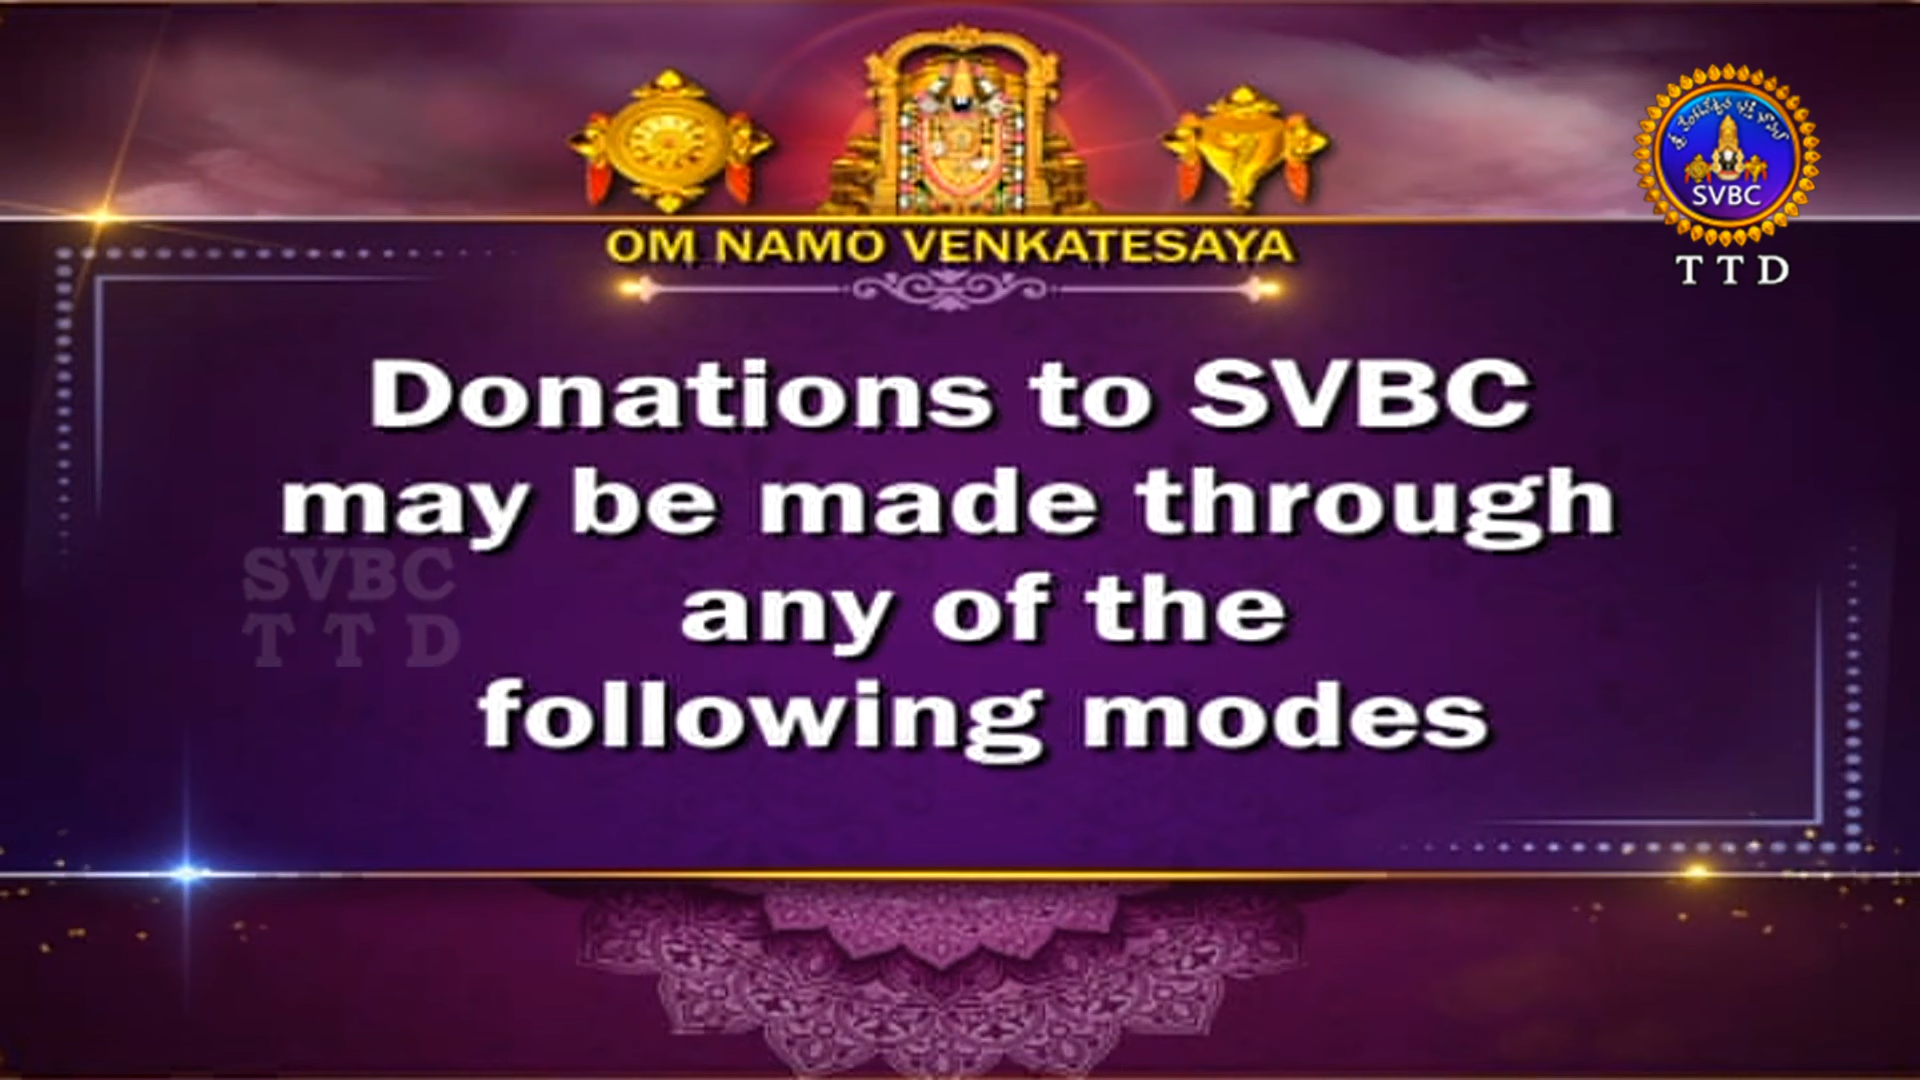 OM NAMO VENKATESAYA
SVBC
T T D
Donations to SVBC
may be made through
any of the
following modes
SVBC
T T D